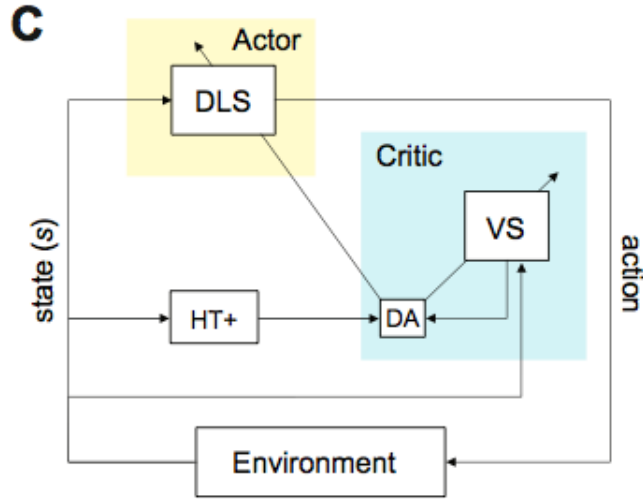 C
Actor
DLS
Critic
VS
state (s)
action
HT+
DA
Environment